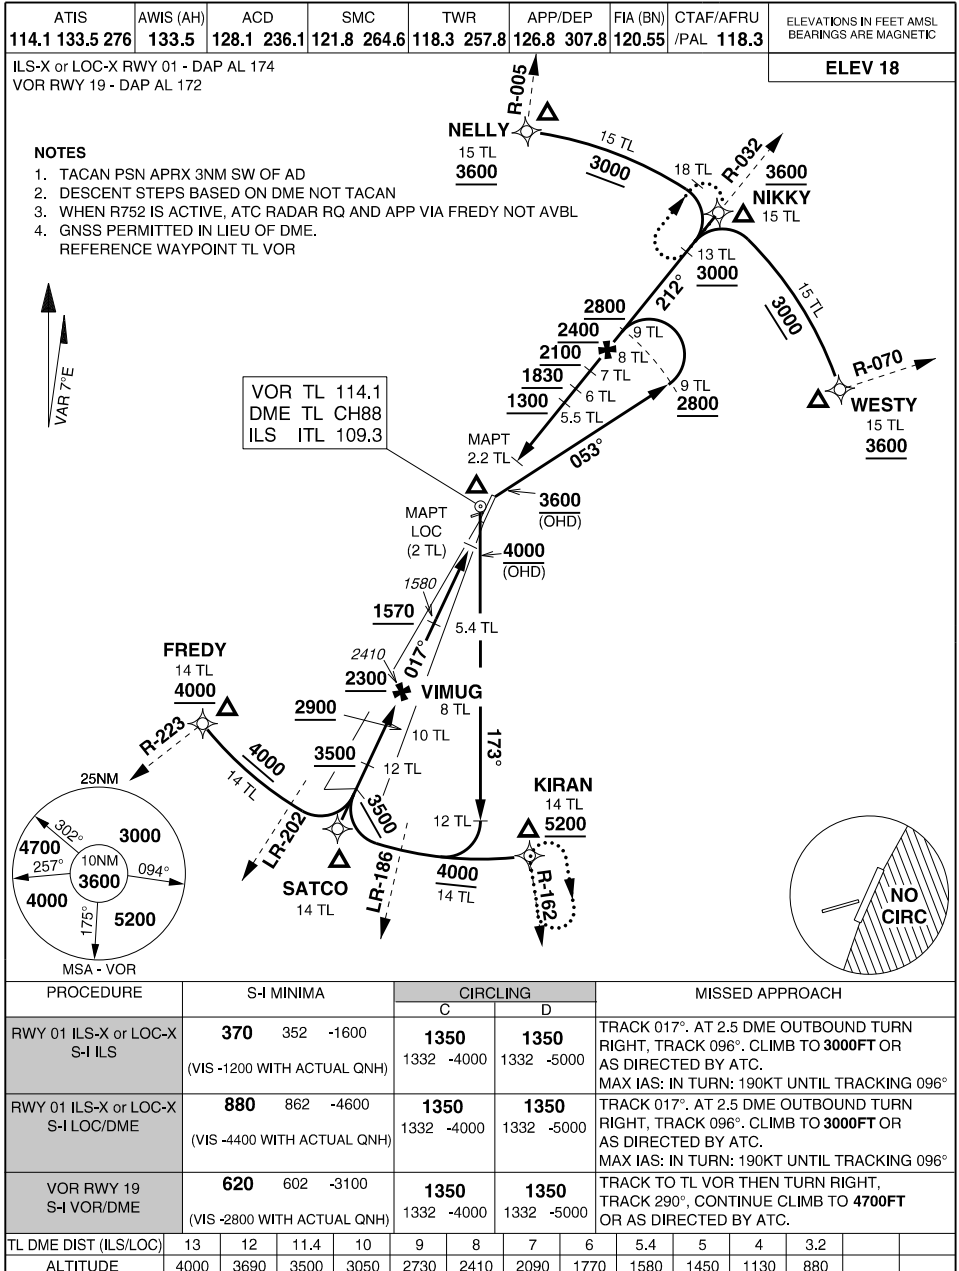 ATIS AWIS (AH) ACD SMC TWR APP/DEP FIA (BN) CTAF/AFRU ELEVATIONS IN FEET AMSL
114.1 133.5 276 133.5 128.1 236.1 121.8 264.6 118.3 257.8 126.8 307.8 120.55 /PAL 118.3 BEARINGS ARE MAGNETIC
ILS-X or LOC-X RWY 01 - DAP AL 174
VOR RWY 19 - DAP AL 172
ELEV 18
NOTES
1. TACAN PSN APRX 3NM SW OF AD
2. DESCENT STEPS BASED ON DME NOT TACAN
3. WHEN R752 IS ACTIVE, ATC RADAR RQ AND APP VIA FREDY NOT AVBL
4. GNSS PERMITTED IN LIEU OF DME.
REFERENCE WAYPOINT TL VOR
R-005
NELLY
15 TL
3600
15 TL
3000
18 TL
R-032
3600
NIKKY
15 TL
13 TL
3000
212°
15 TL
3000
R-070
WESTY
15 TL
3600
VAR 7°E
2800
9 TL
2400
8 TL
2100
7 TL
1830
6 TL
1300
5.5 TL
9 TL
2800
053°
MAPT
2.2 TL
VOR TL 114.1
DME TL CH88
ILS ITL 109.3
3600
(OHD)
MAPT
LOC
(2 TL)
4000
(OHD)
1580
1570
5.4 TL
017°
2410
2300
VIMUG
8 TL
FREDY
14 TL
4000
R-223
4000
14 TL
2900
10 TL
3500
12 TL
173°
3500
LR-202
SATCO
14 TL
LR-186
12 TL
4000
14 TL
KIRAN
14 TL
5200
R-162
25NM
302°
3000
4700
10NM
3600
257°
094°
4000
5200
175°
MSA - VOR
NO
CIRC
PROCEDURE S-I MINIMA CIRCLING MISSED APPROACH
C D
RWY 01 ILS-X or LOC-X
S-I ILS
370 352 -1600
(VIS -1200 WITH ACTUAL QNH)
1350
1332 -4000
1350
1332 -5000
TRACK 017°. AT 2.5 DME OUTBOUND TURN
RIGHT, TRACK 096°. CLIMB TO 3000FT OR
AS DIRECTED BY ATC.
MAX IAS: IN TURN: 190KT UNTIL TRACKING 096°
RWY 01 ILS-X or LOC-X
S-I LOC/DME
880 862 -4600
(VIS -4400 WITH ACTUAL QNH)
1350
1332 -4000
1350
1332 -5000
TRACK 017°. AT 2.5 DME OUTBOUND TURN
RIGHT, TRACK 096°. CLIMB TO 3000FT OR
AS DIRECTED BY ATC.
MAX IAS: IN TURN: 190KT UNTIL TRACKING 096°
VOR RWY 19
S-I VOR/DME
620 602 -3100
(VIS -2800 WITH ACTUAL QNH)
1350
1332 -4000
1350
1332 -5000
TRACK TO TL VOR THEN TURN RIGHT,
TRACK 290°, CONTINUE CLIMB TO 4700FT
OR AS DIRECTED BY ATC.
TL DME DIST (ILS/LOC) 13 12 11.4 10 9 8 7 6 5.4 5 4 3.2
ALTITUDE 4000 3690 3500 3050 2730 2410 2090 1770 1580 1450 1130 880